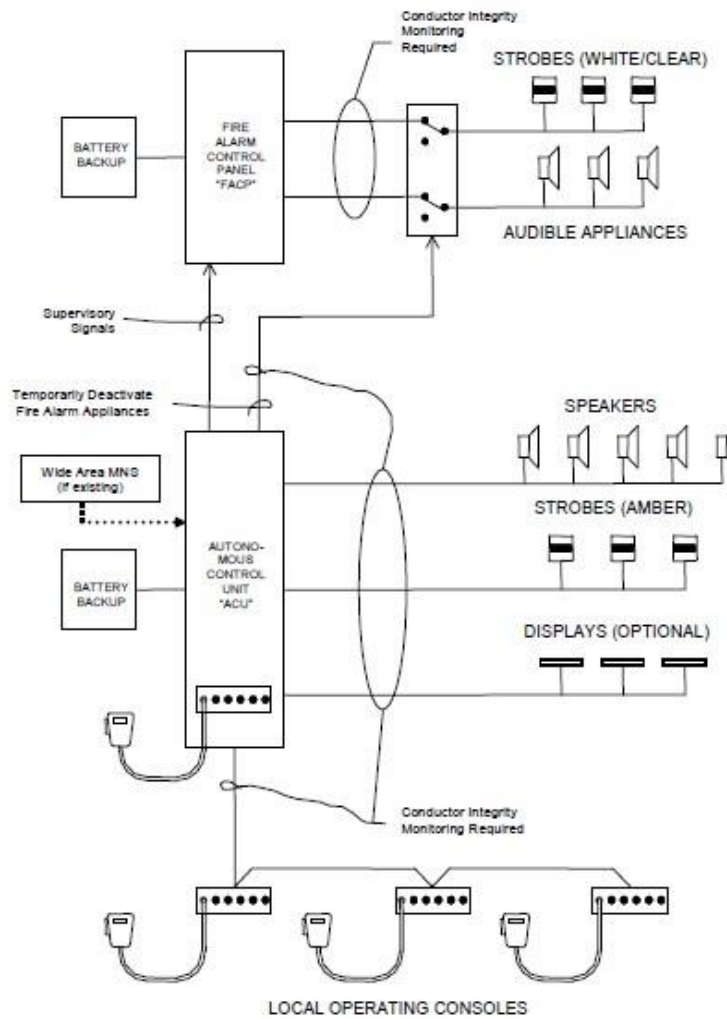 Conductor Integrity
Monitoring
Required
STROBES (WHITE/CLEAR)
FIRE
ALARM
CONTROL
PANEL
"FACP"
BATTERY
BACKUP
AUDIBLE APPLIANCES
Supervisory
Signals
Temporarily Deactivate
Fire Alarm Appliances
SPEAKERS
Wide Area MNS
(if existing)
STROBES (AMBER)
AUTONO-
MOUS
CONTROL
UNIT
"ACU"
BATTERY
BACKUP
DISPLAYS (OPTIONAL)
Conductor Integrity
Monitoring Required
LOCAL OPERATING CONSOLES